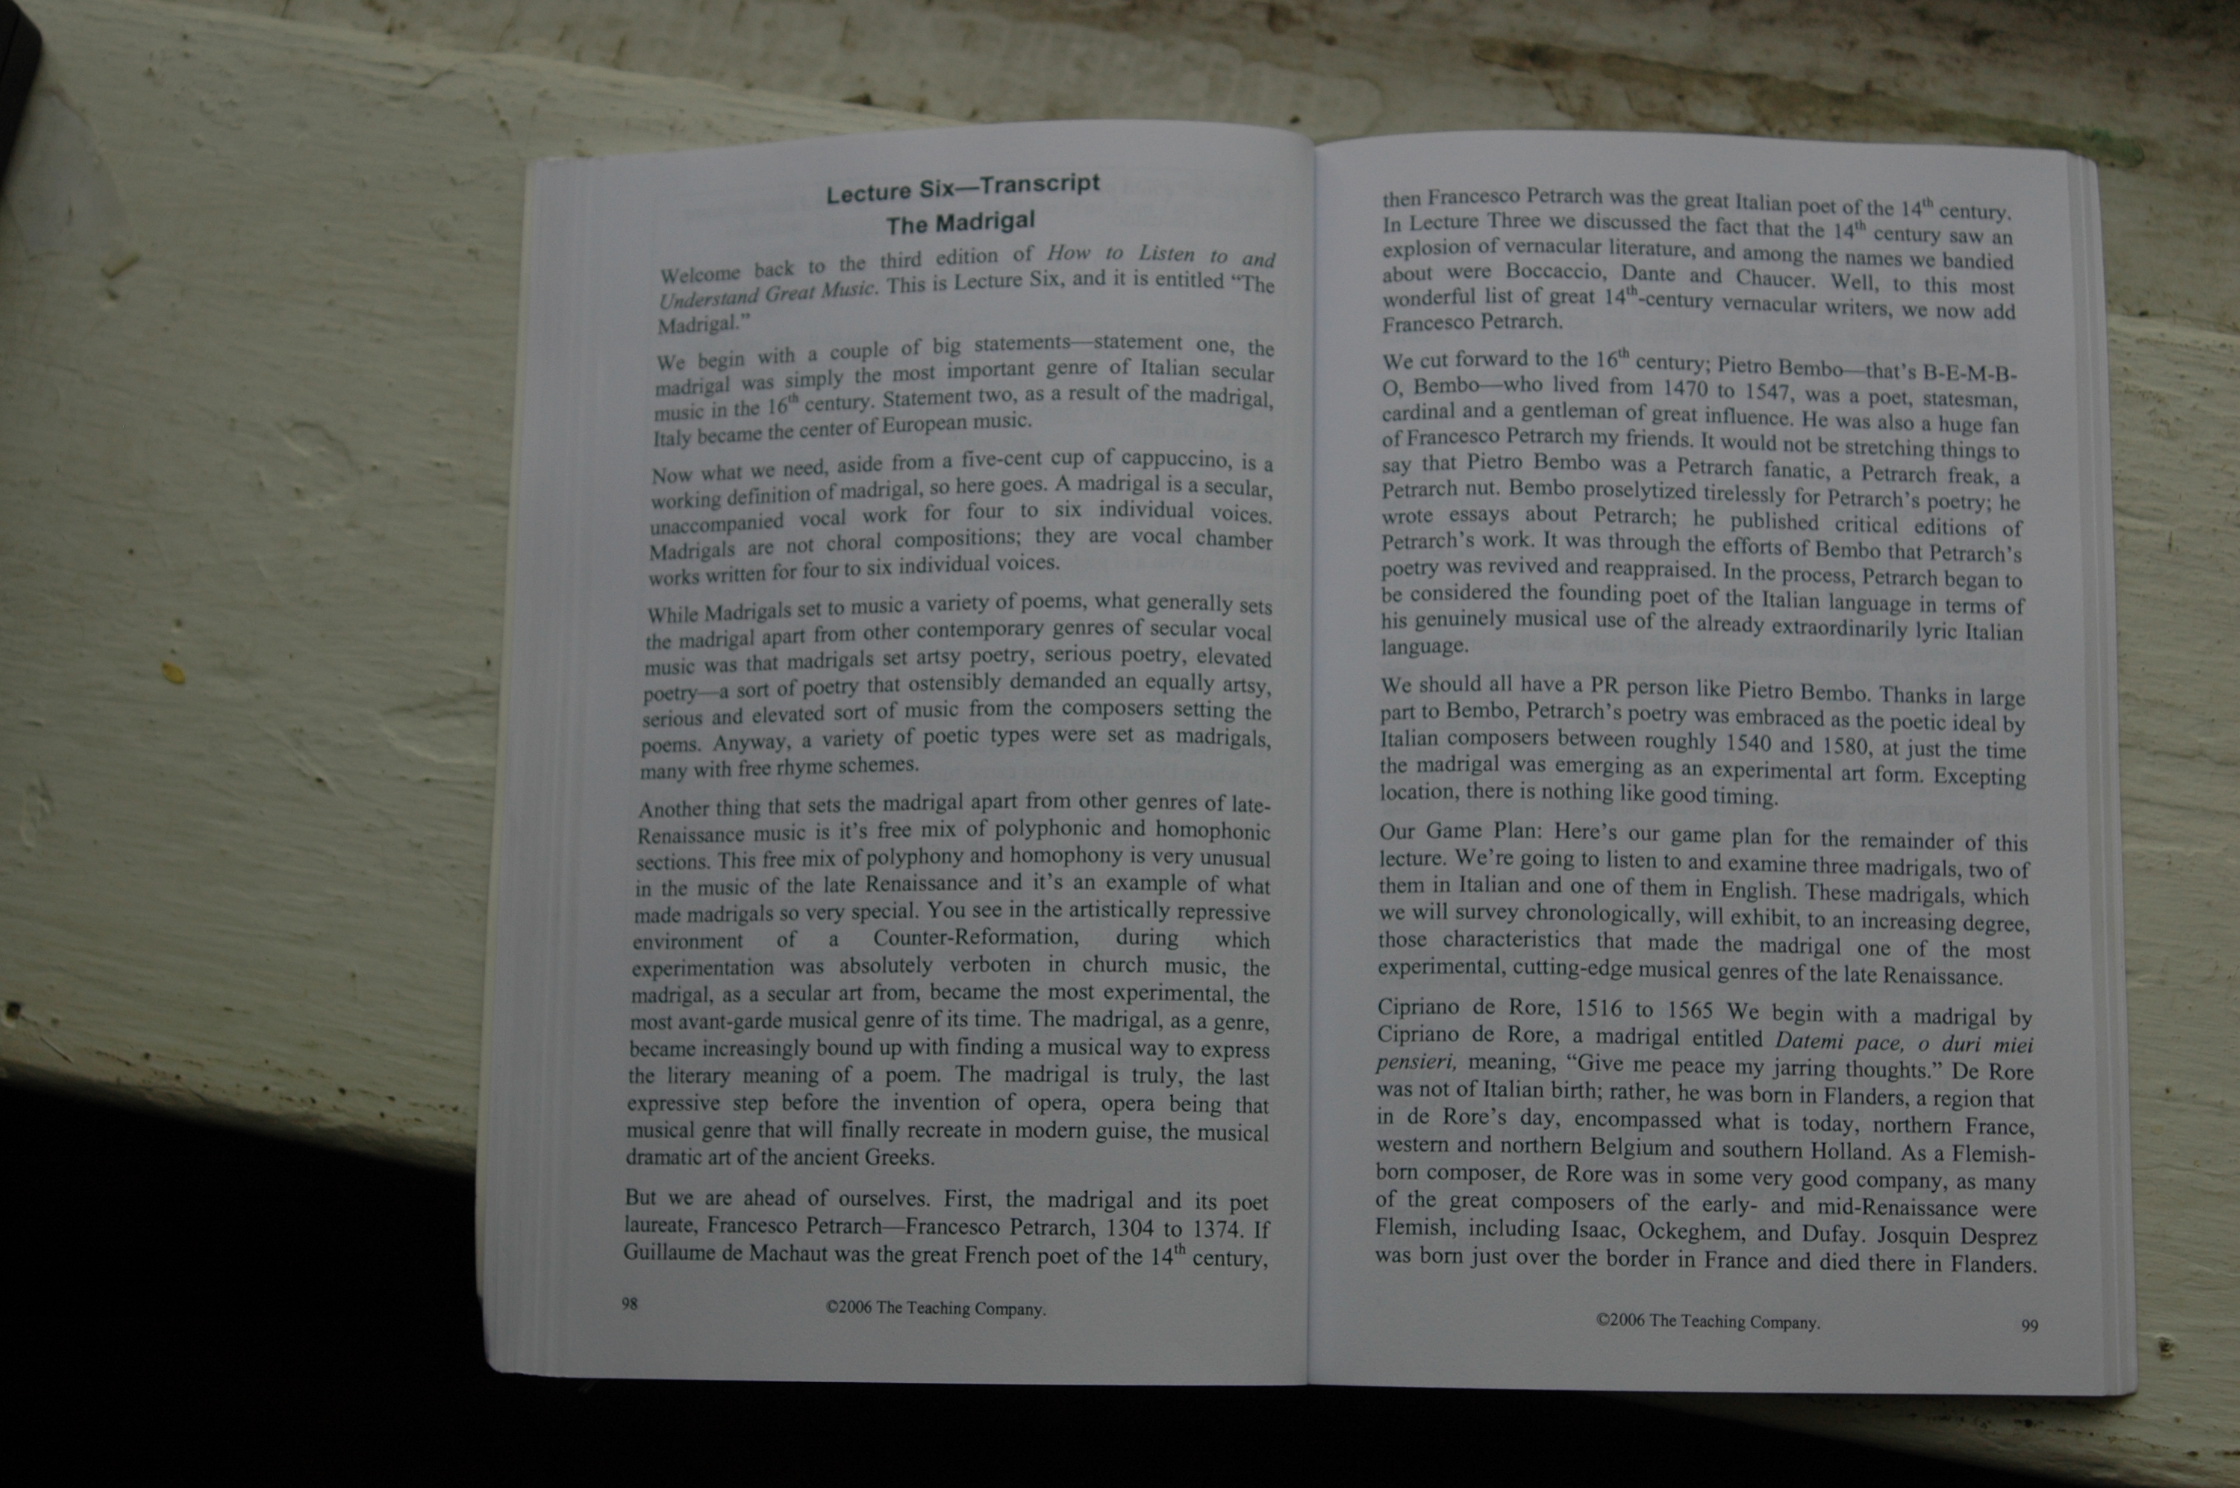 Lecture Six—Transcript
The Madrigal
Welcome back to the third edition of How to Listen to and
Understand Great Music. This is Lecture Six, and it is entitled “The
Madrigal.”
We begin with a couple of big statements—statement one, the
madrigal was simply the most important genre of Italian secular
music in the 16th century. Statement two, as a result of the madrigal,
Italy became the center of European music.
Now what we need, aside from a five-cent cup of cappuccino, is a
working definition of madrigal, so here goes. A madrigal is a secular,
unaccompanied vocal work for four to six individual voices.
Madrigals are not choral compositions; they are vocal chamber
works written for four to six individual voices.
While Madrigals set to music a variety of poems, what generally sets
the madrigal apart from other contemporary genres of secular vocal
music was that madrigals set artsy poetry, serious poetry, elevated
poetry—a sort of poetry that ostensibly demanded an equally artsy,
serious and elevated sort of music from the composers setting the
poems. Anyway, a variety of poetic types were set as madrigals,
many with free rhyme schemes.
Another thing that sets the madrigal apart from other genres of late-
Renaissance music is it’s free mix of polyphonic and homophonic
sections. This free mix of polyphony and homophony is very unusual
in the music of the late Renaissance and it’s an example of what
made madrigals so very special. You see in the artistically repressive
environment of a Counter-Reformation, during which
experimentation was absolutely verboten in church music, the
madrigal, as a secular art from, became the most experimental, the
most avant-garde musical genre of its time. The madrigal, as a genre,
became increasingly bound up with finding a musical way to express
the literary meaning of a poem. The madrigal is truly, the last
expressive step before the invention of opera, opera being that
musical genre that will finally recreate in modern guise, the musical
dramatic art of the ancient Greeks.
But we are ahead of ourselves. First, the madrigal and its poet
laureate, Francesco Petrarch—Francesco Petrarch, 1304 to 1374. If
Guillaume de Machaut was the great French poet of the 14th century,
98
©2006 The Teaching Company.
then Francesco Petrarch was the great Italian poet of the 14th century.
In Lecture Three we discussed the fact that the 14th century saw an
explosion of vernacular literature, and among the names we bandied
about were Boccaccio, Dante and Chaucer. Well, to this most
wonderful list of great 14th-century vernacular writers, we now add
Francesco Petrarch.
We cut forward to the 16th century; Pietro Bembo—that’s B-E-M-B-
O, Bembo—who lived from 1470 to 1547, was a poet, statesman,
cardinal and a gentleman of great influence. He was also a huge fan
of Francesco Petrarch my friends. It would not be stretching things to
say that Pietro Bembo was a Petrarch fanatic, a Petrarch freak, a
Petrarch nut. Bembo proselytized tirelessly for Petrarch’s poetry; he
wrote essays about Petrarch; he published critical editions of
Petrarch’s work. It was through the efforts of Bembo that Petrarch’s
poetry was revived and reappraised. In the process, Petrarch began to
be considered the founding poet of the Italian language in terms of
his genuinely musical use of the already extraordinarily lyric Italian
language.
We should all have a PR person like Pietro Bembo. Thanks in large
part to Bembo, Petrarch’s poetry was embraced as the poetic ideal by
Italian composers between roughly 1540 and 1580, at just the time
the madrigal was emerging as an experimental art form. Excepting
location, there is nothing like good timing.
Our Game Plan: Here’s our game plan for the remainder of this
lecture. We’re going to listen to and examine three madrigals, two of
them in Italian and one of them in English. These madrigals, which
we will survey chronologically, will exhibit, to an increasing degree,
those characteristics that made the madrigal one of the most
experimental, cutting-edge musical genres of the late Renaissance.
Cipriano de Rore, 1516 to 1565 We begin with a madrigal by
Cipriano de Rore, a madrigal entitled Datemi pace, o duri miei
pensieri, meaning, “Give me peace my jarring thoughts.” De Rore
was not of Italian birth; rather, he was born in Flanders, a region that
in de Rore’s day, encompassed what is today, northern France,
western and northern Belgium and southern Holland. As a Flemish-
born composer, de Rore was in some very good company, as many
of the great composers of the early- and mid-Renaissance were
Flemish, including Isaac, Ockeghem, and Dufay. Josquin Desprez
was born just over the border in France and died there in Flanders.
©2006 The Teaching Company.
99